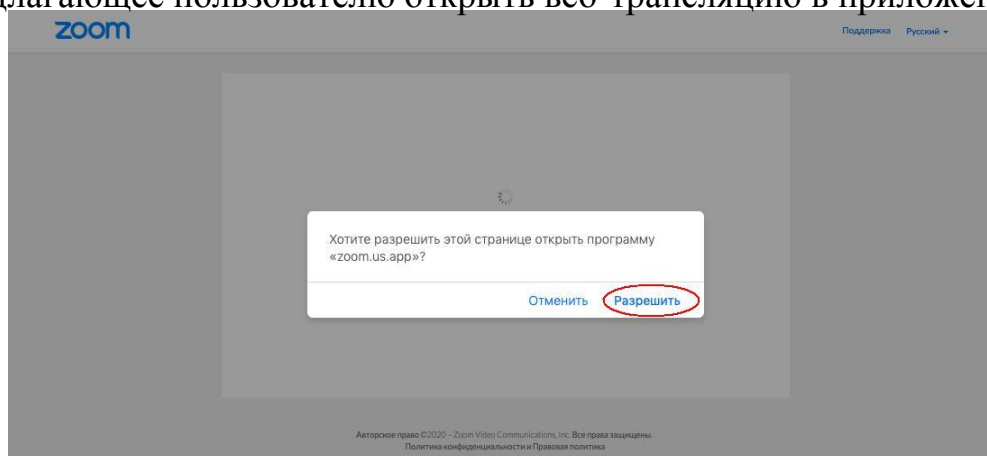 длагающее пользователю открыть веб-трансляцию в приложен
zoom
Поддержка Русский
Хотите разрешить этой странице открыть программу
«zoom.us.app»?
Отменить Разрешить
Авторское право ©2020 - Zoom Video Communications, Inc. Все права защищены.
Политика конфиденциальности и Правовая политика